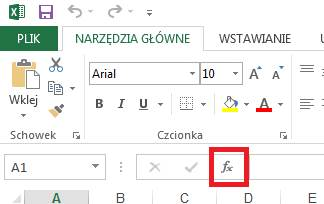 PLIK NARZĘDZIA GŁÓWNE WSTAWIANIE
Arial 10 A A
Wklej B I U A
Schowek Czcionka
A1 fx
A B C D E